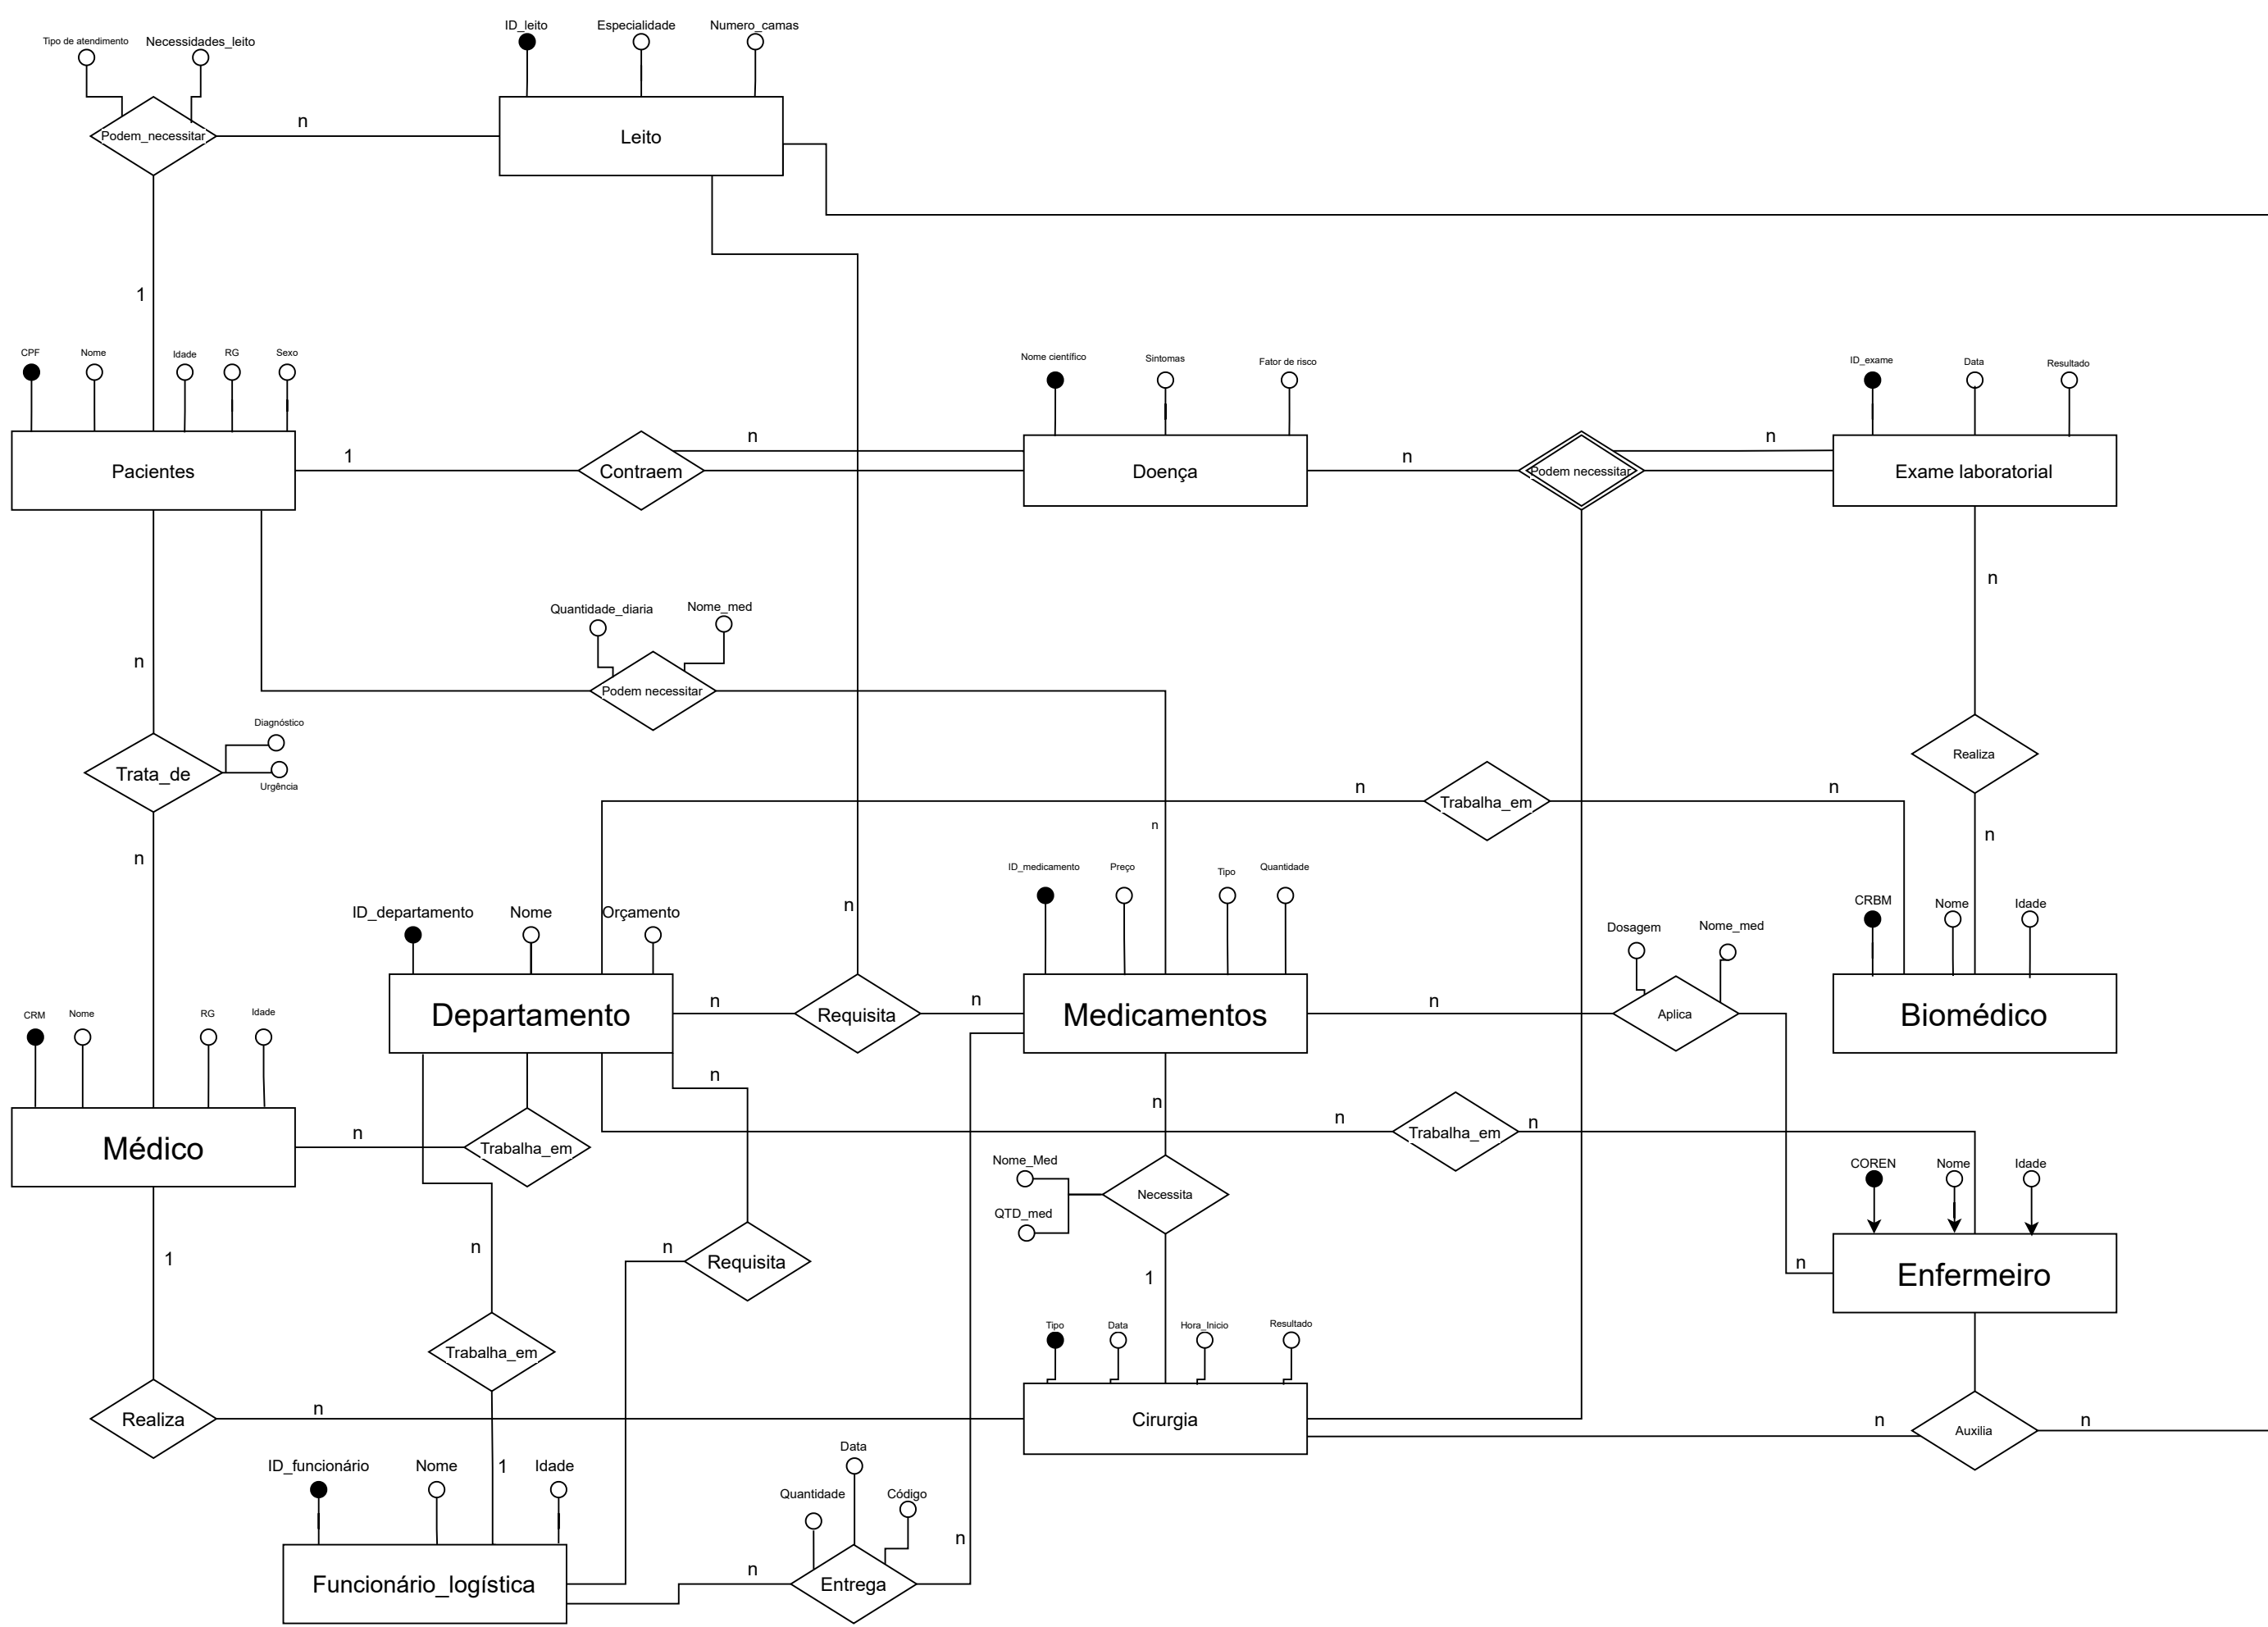 ID_leito
Especialidade
Numero_camas
Tipo de atendimento
Necessidades_leito
n
Podem_necessitar
Leito
1
CPF
Nome
Idade
RG
Sexo
Nome científico
Sintomas
Fator de risco
ID_exame
Data
Resultado
n
n
1
n
Pacientes
Contraem
Doença
Podem necessitar
Exame laboratorial
n
Quantidade_diaria
Nome_med
n
Podem necessitar
Diagnóstico
Urgência
Trata_de
Realiza
n
n
Trabalha_em
n
n
n
ID_medicamento
Preço
Tipo
Quantidade
ID_departamento
Nome
Orçamento
n
Dosagem
Nome_med
CRBM
Nome
Idade
n
n
n
CRM
Nome
RG
Idade
Departamento
Requisita
Medicamentos
Aplica
Biomédico
n
n
n
n
n
n
Médico
Trabalha_em
Trabalha_em
Nome_Med
COREN
Nome
Idade
Necessita
QTD_med
1
n
n
Requisita
1
n
Enfermeiro
Tipo
Data
Hora_Inicio
Resultado
Trabalha_em
n
Realiza
Cirurgia
n
n
Auxilia
Data
ID_funcionário
Nome
1
Idade
Quantidade
Código
n
n
Funcionário_logística
Entrega